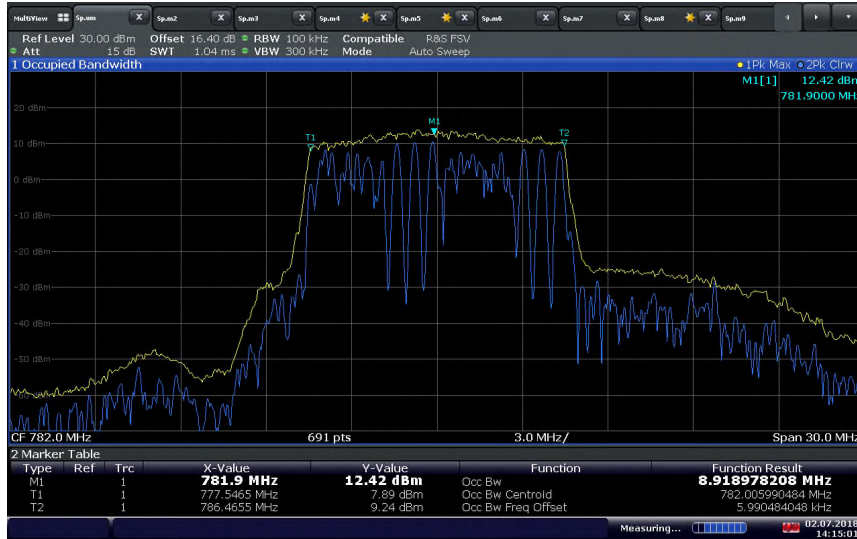 MultiView Sp.um X Sp.m2 X Sp.m3 X Sp.m4 X Sp.m5 X Sp.m6 X Sp.m7 X Sp.m8 X Sp.m9
Ref Level 30.00 dBm Offset 16.40 dB RBW 100 kHz Compatible R&S FSV
Att 15 dB SWT 1.04 ms VBW 300 kHz Mode Auto Sweep
1 Occupied Bandwidth 1Pk Max 2Pk Clrw
M1[1] 12.42 dBm
781.9000 MHz
20 dBm
M1
T1 T2
10 dBm
0 dBm
-10 dBm
-20 dBm
-30 dBm
-40 dBm
-50 dBm
CF 782.0 MHz 691 pts 3.0 MHz/ Span 30.0 MHz
2 Marker Table
Type Ref Trc X-Value Y-Value Function Function Result
M1 1 781.9 MHz 12.42 dBm Occ Bw 8.918978208 MHz
T1 1 777.5465 MHz 7.89 dBm Occ Bw Centroid 782.005990484 MHz
T2 1 786.4655 MHz 9.24 dBm Occ Bw Freq Offset 5.990484048 kHz
Measuring... 02.07.2018
14:15:01